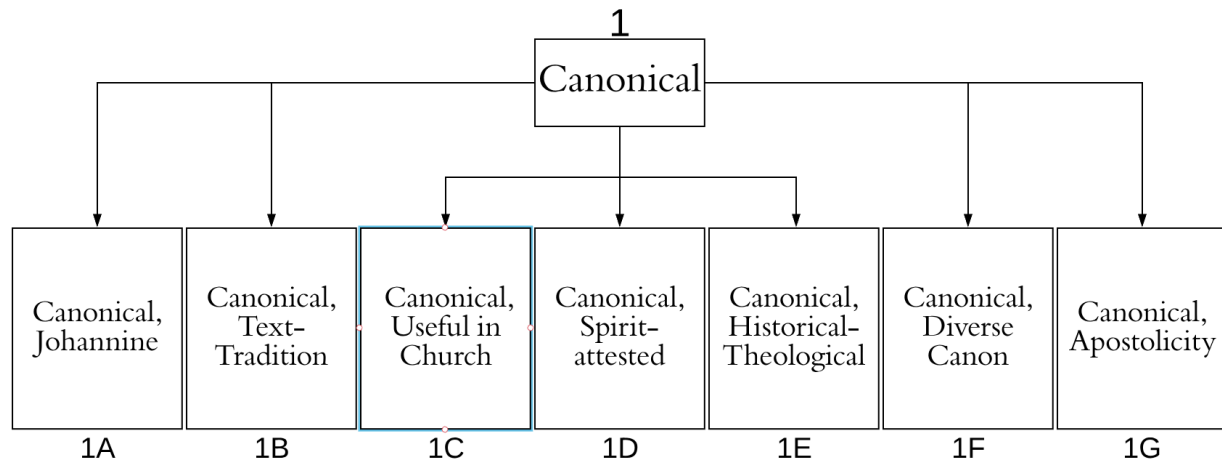 1
Canonical
Canonical,
Johannine
Canonical,
Text-
Tradition
Canonical,
Useful in
Church
Canonical,
Spirit-
attested
Canonical,
Historical-
Theological
Canonical,
Diverse
Canon
Canonical,
Apostolicity
1A
1B
1C
1D
1E
1F
1G